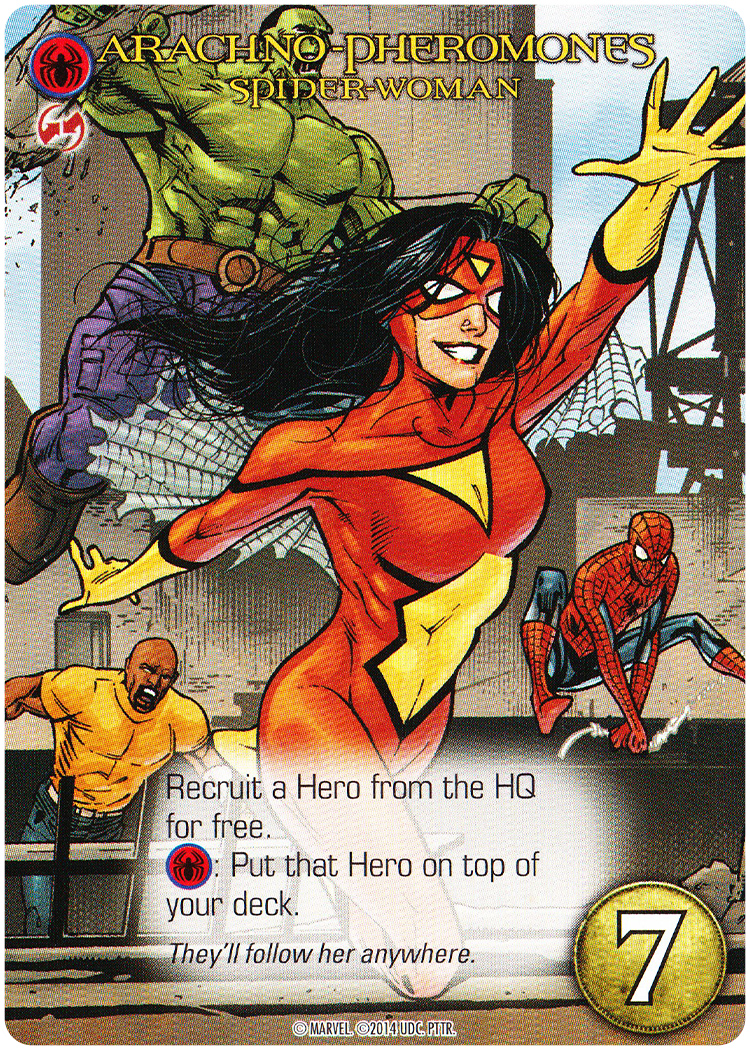 ARACHNO-PHEROMONES
SPIDER-WOMAN
Recruit a Hero from the HQ
for free.
: Put that Hero on top of
your deck.
They'll follow her anywhere.
7
© MARVEL. ©2014 UDC. PTTR.